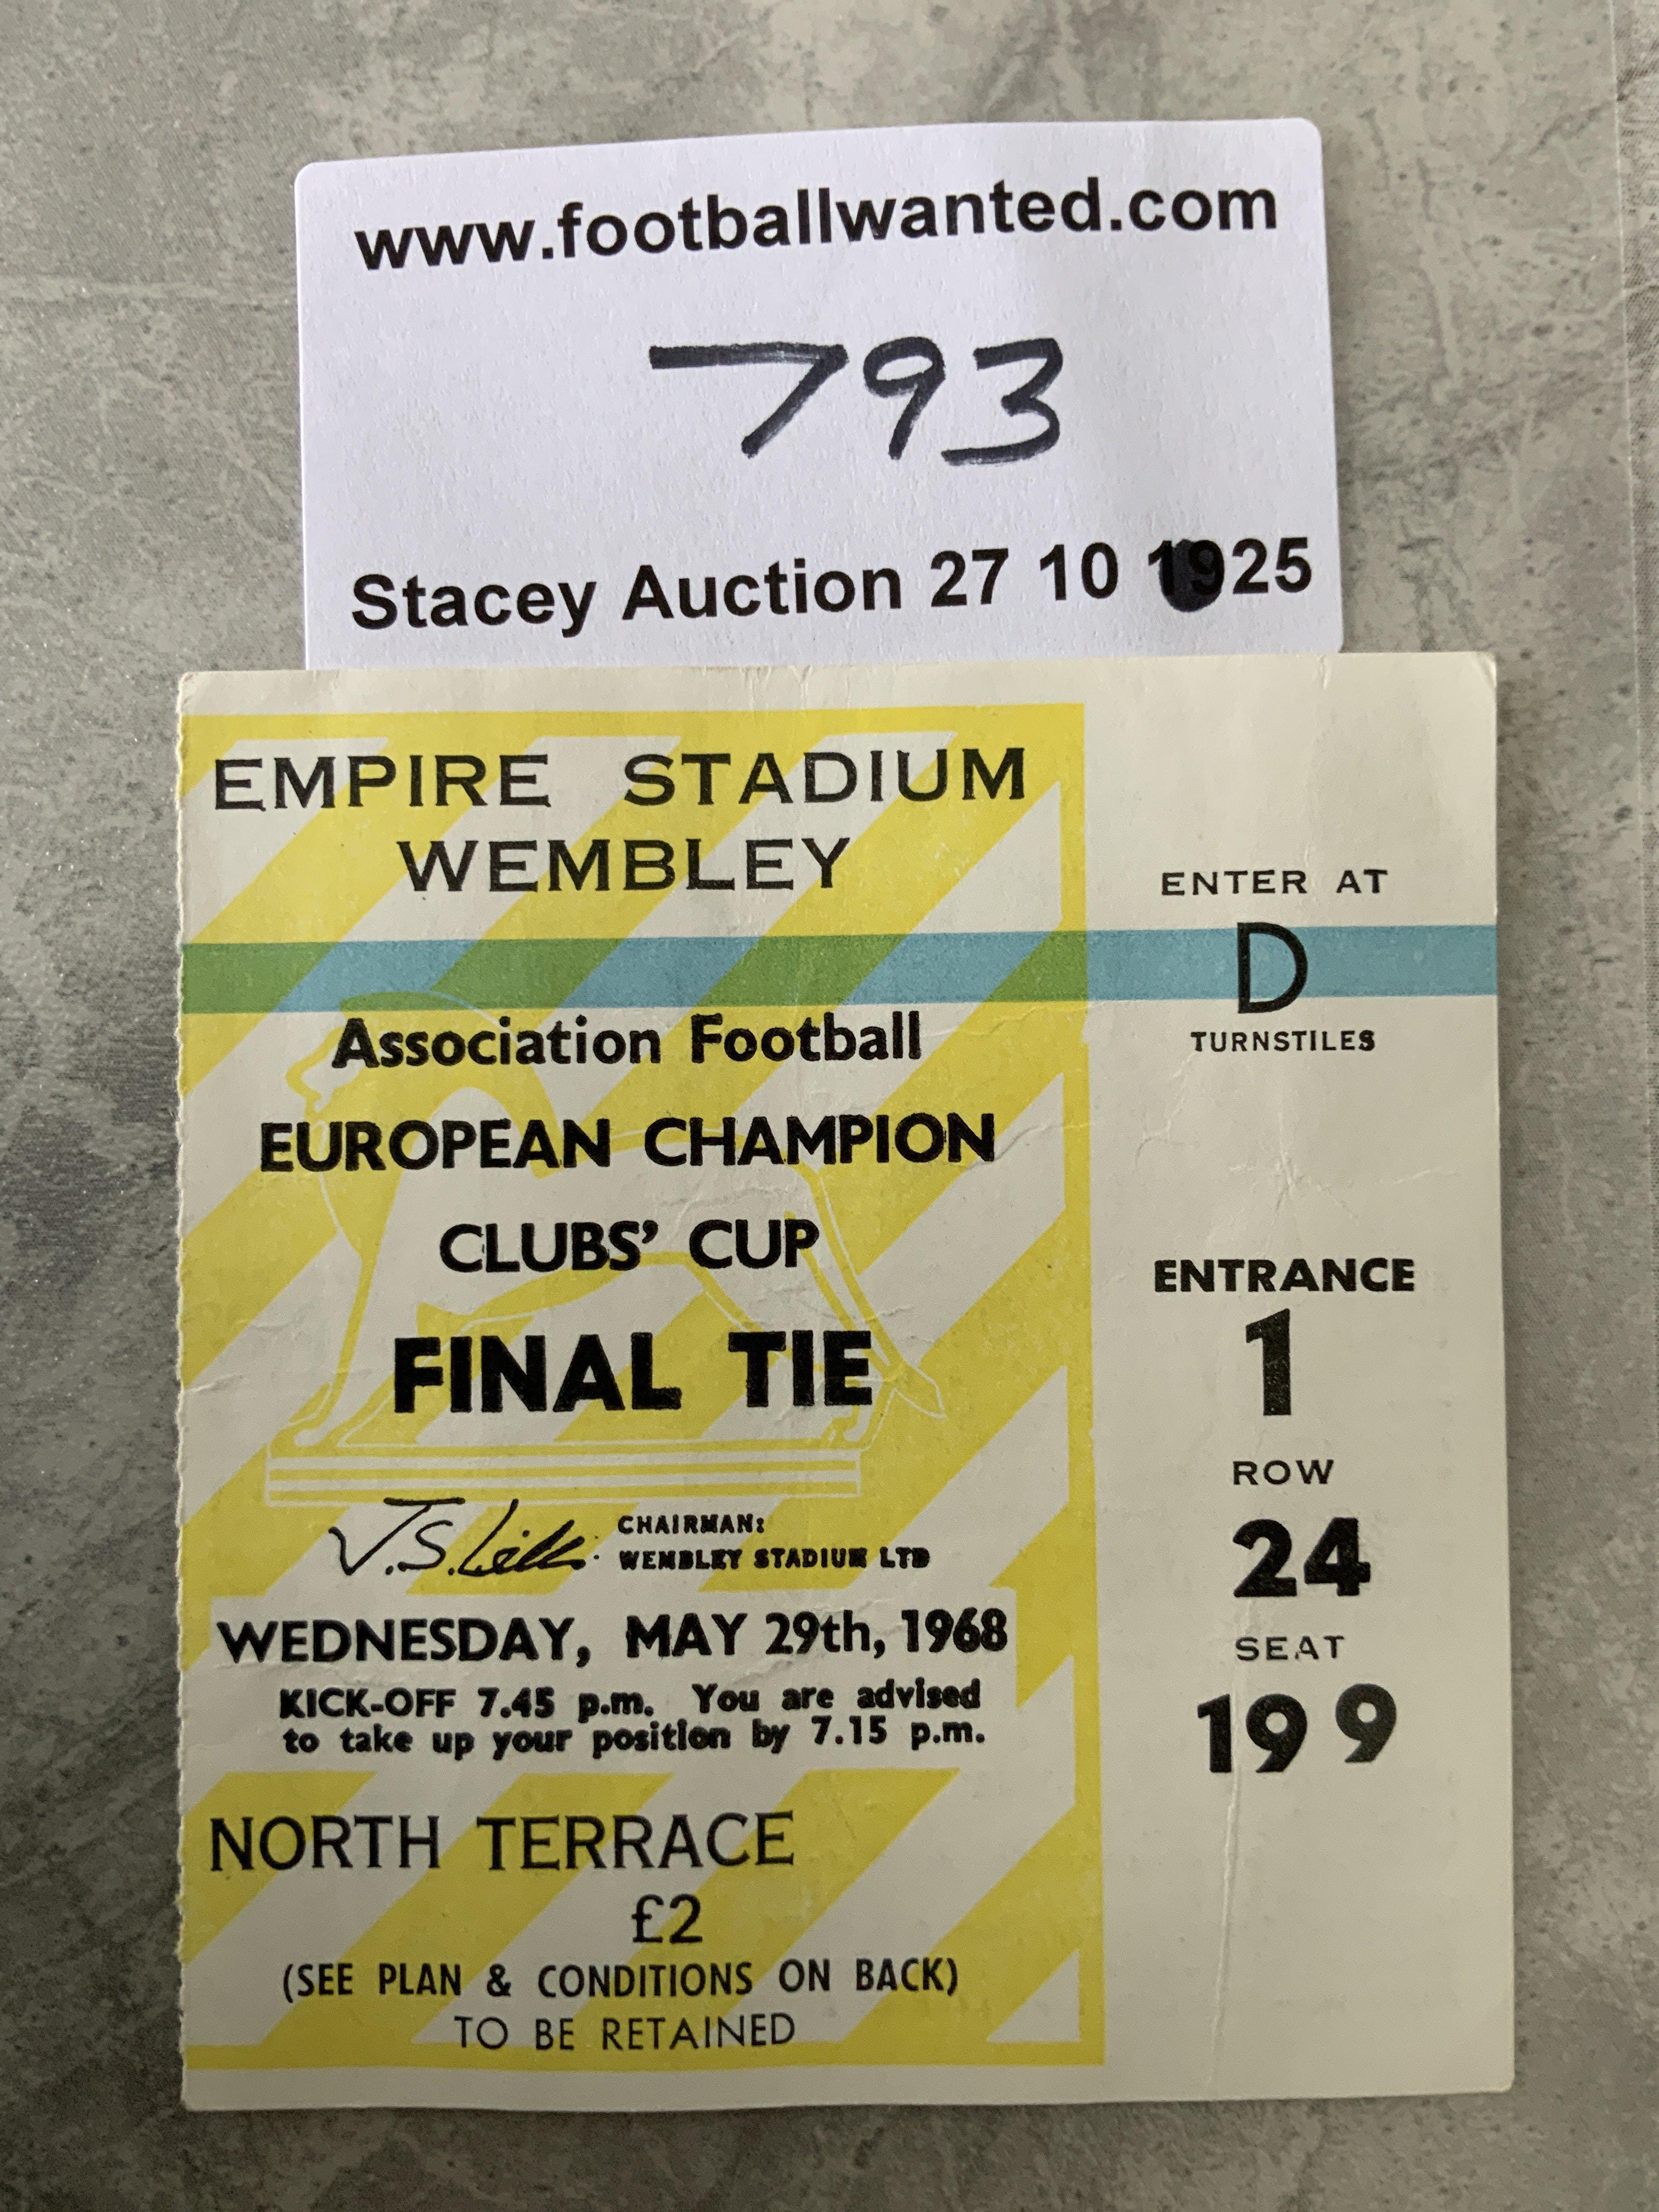 www.footballwanted.com
793
Stacey Auction 27 10 1925
EMPIRE STADIUM
WEMBLEY
Association Football
EUROPEAN CHAMPION
CLUBS' CUP
FINAL TIE
CHAIRMAN:
WEMBLEY STADIUM LTD
WEDNESDAY, MAY 29th, 1968
KICK-OFF 7.45 p.m. You are advised
to take up your position by 7.15 p.m.
NORTH TERRACE
£2
(SEE PLAN & CONDITIONS ON BACK)
TO BE RETAINED
ENTER AT
D
TURNSTILES
ENTRANCE
1
ROW
24
SEAT
199